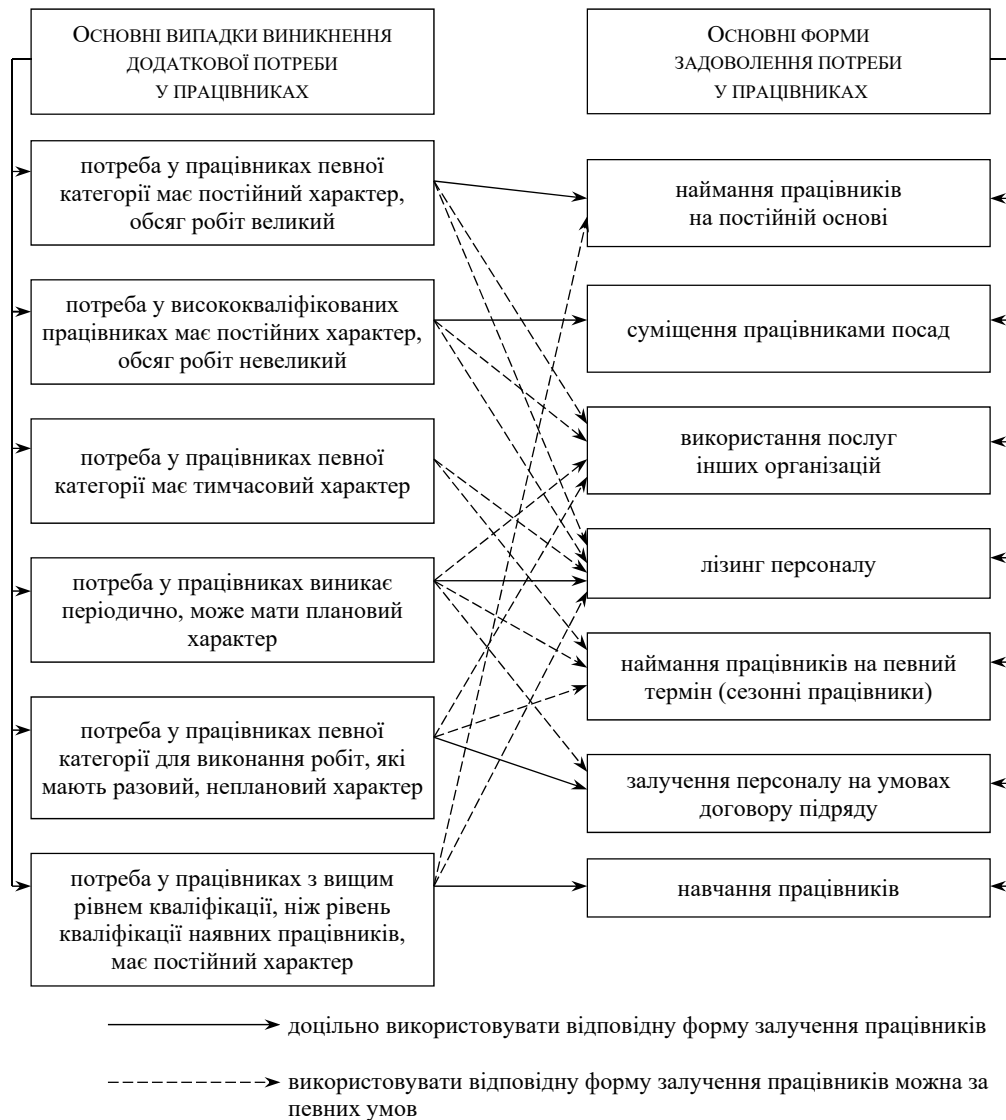 ОСНОВНІ ВИПАДКИ ВИНИКНЕННЯ
ДОДАТКОВОЇ ПОТРЕБИ
У ПРАЦІВНИКАХ
потреба у працівниках певної
категорії має постійний характер,
обсяг робіт великий
потреба у висококваліфікованих
працівниках має постійних характер,
обсяг робіт невеликий
потреба у працівниках певної
категорії має тимчасовий характер
потреба у працівниках виникає
періодично, може мати плановий
характер
потреба у працівниках певної
категорії для виконання робіт, які
мають разовий, неплановий характер
потреба у працівниках з вищим
рівнем кваліфікації, ніж рівень
кваліфікації наявних працівників,
має постійний характер
ОСНОВНІ ФОРМИ
ЗАДОВОЛЕННЯ ПОТРЕБИ
У ПРАЦІВНИКАХ
наймання працівників
на постійній основі
суміщення працівниками посад
використання послуг
інших організацій
лізинг персоналу
наймання працівників на певний
термін (сезонні працівники)
залучення персоналу на умовах
договору підряду
навчання працівників
доцільно використовувати відповідну форму залучення працівників
використовувати відповідну форму залучення працівників можна за
певних умов